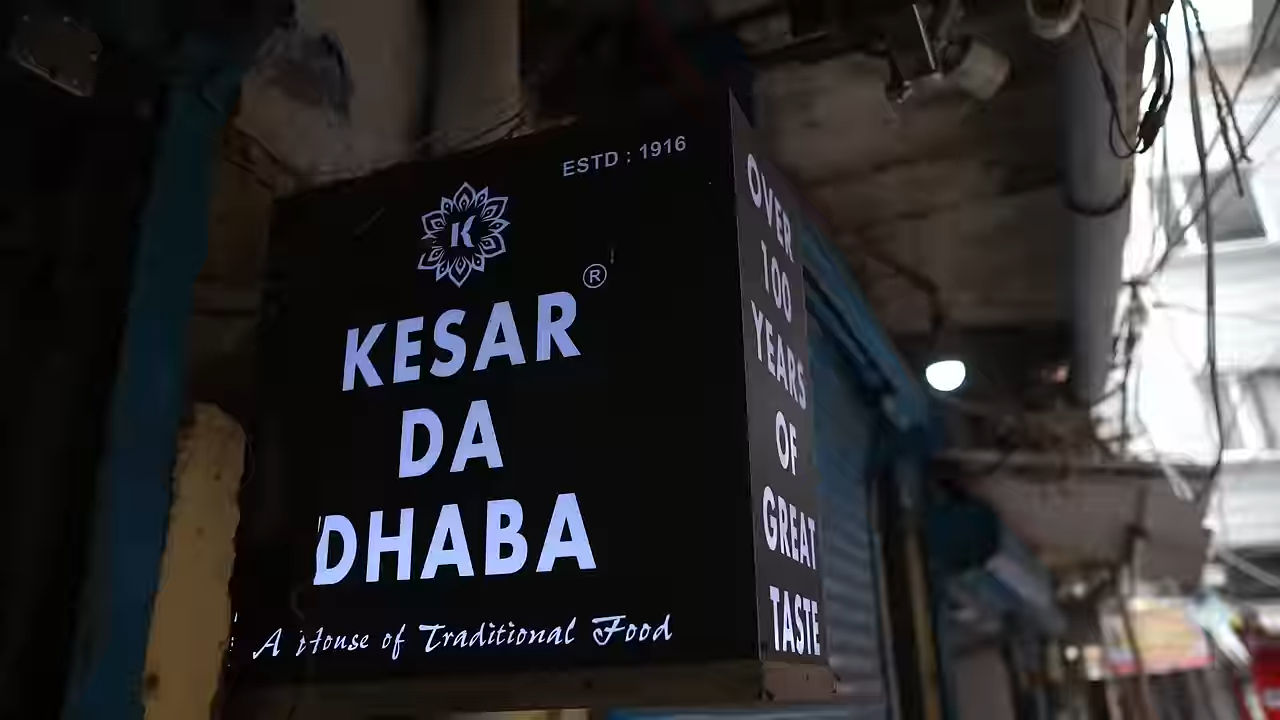 ESTD : 1916
K
®
KESAR
DA
DHABA
A House of Traditional Food
OVER
100
YEARS
OF
GREAT
TASTE